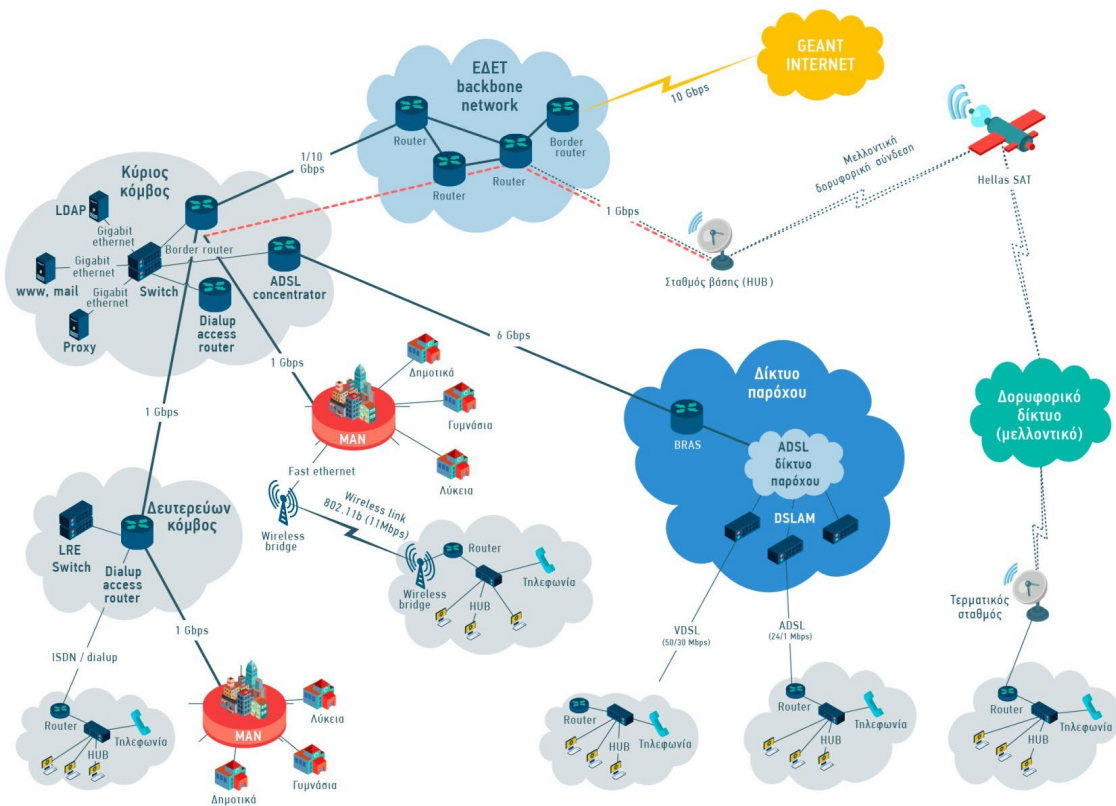 GEANT
INTERNET
ΕΔΕΤ
backbone
network
10 Gbps
Router
Border
router
Router
Router
1/10
Gbps
Μελλοντική
δορυφορική σύνδεση
Hellas SAT
1 Gbps
Σταθμός βάσης (HUB)
Κύριος
κόμβος
LDAP
Gigabit
ethernet
Border router
Gigabit
ethernet
www, mail
Switch
ADSL
concentrator
Gigabit
ethernet
Proxy
Dialup
access
router
6 Gbps
1 Gbps
1 Gbps
Δημοτικά
Γυμνάσια
Λύκεια
MAN
Fast ethernet
Wireless
bridge
Wireless link
802.11b (11Mbps)
Router
Wireless
bridge
HUB
Τηλεφωνία
Δίκτυο
παρόχου
BRAS
ADSL
δίκτυο
παρόχου
DSLAM
Δορυφορικό
δίκτυο
(μελλοντικό)
Δευτερεύων
κόμβος
LRE
Switch
Dialup
access
router
1 Gbps
ISDN / dialup
VDSL
(50/30 Mbps)
ADSL
(24/1 Mbps)
Τερματικός
σταθμός
Router
HUB
Τηλεφωνία
MAN
Λύκεια
Γυμνάσια
Δημοτικά
Router
HUB
Τηλεφωνία
Router
HUB
Τηλεφωνία
Router
HUB
Τηλεφωνία